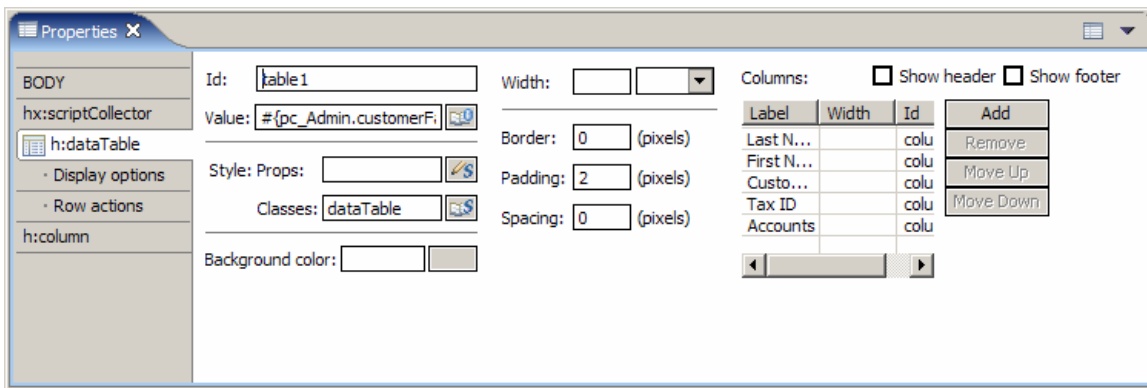 Properties
BODY
hx:scriptCollector
h:dataTable
· Display options
· Row actions
h:column
Id: table1
Value: #{pc_Admin.customerF
Style: Props:
Classes: dataTable
Background color:
Width:
Border: 0 (pixels)
Padding: 2 (pixels)
Spacing: 0 (pixels)
Columns: Show header Show footer
Label Width Id
Last N... colu
First N... colu
Custo... colu
Tax ID colu
Accounts colu
Add
Remove
Move Up
Move Down